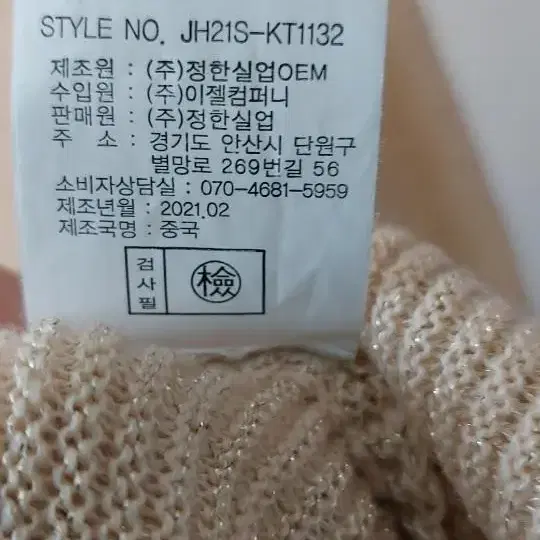 STYLE NO. JH21S-KT1132
제조원 : (주)정한실업OEM
수입원 : (주)이젤컴퍼니
판매원 : (주)정한실업
주 소 : 경기도 안산시 단원구
별망로 269번길 56
소비자상담실 : 070-4681-5959
제조년월 : 2021.02
제조국명 : 중국
검사필 檢